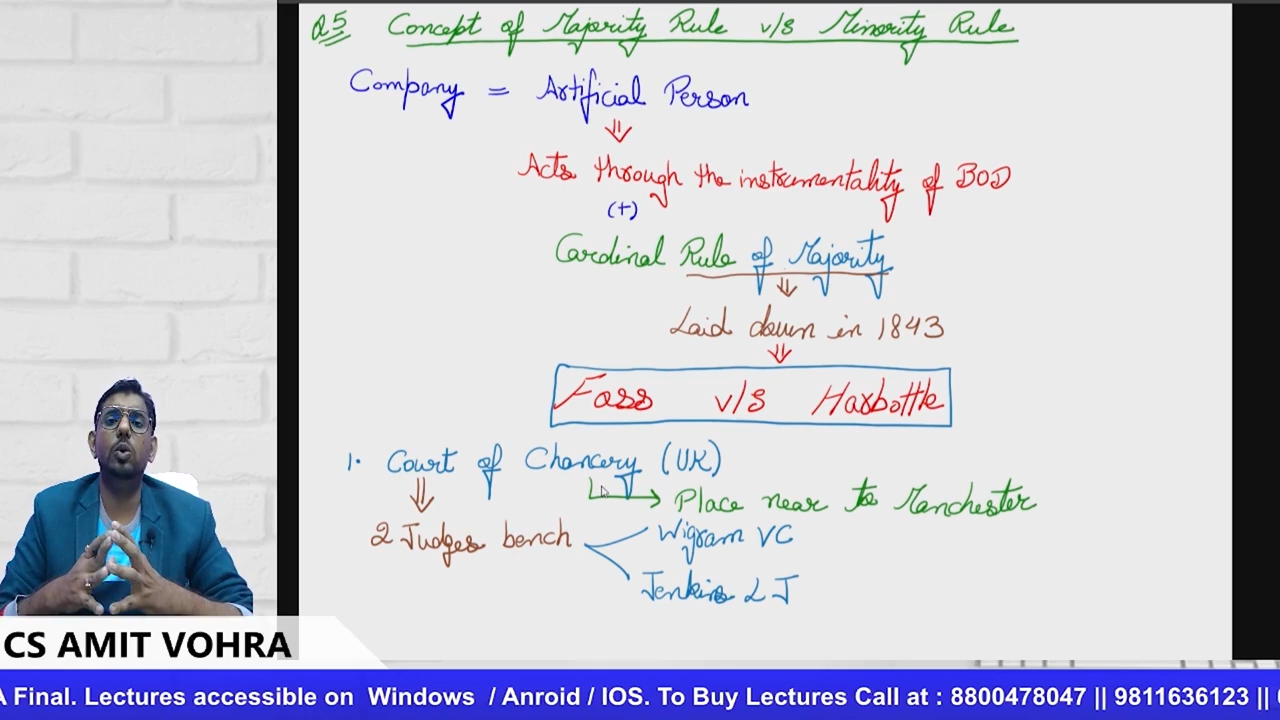 Q5 Concept of Majority Rule v/s Minority Rule
Company = Artificial Person
Acts through the instrumentality of BOD
(+)
Cardinal Rule of Majority
Laid down in 1843
Foss v/s Harbottle
1. Court of Chancery (UK)
Place near to Manchester
2 Judges bench
Wigram VC
Jenkins L J
CS AMIT VOHRA
A Final. Lectures accessible on Windows / Anroid / IOS. To Buy Lectures Call at : 8800478047 || 9811636123 ||